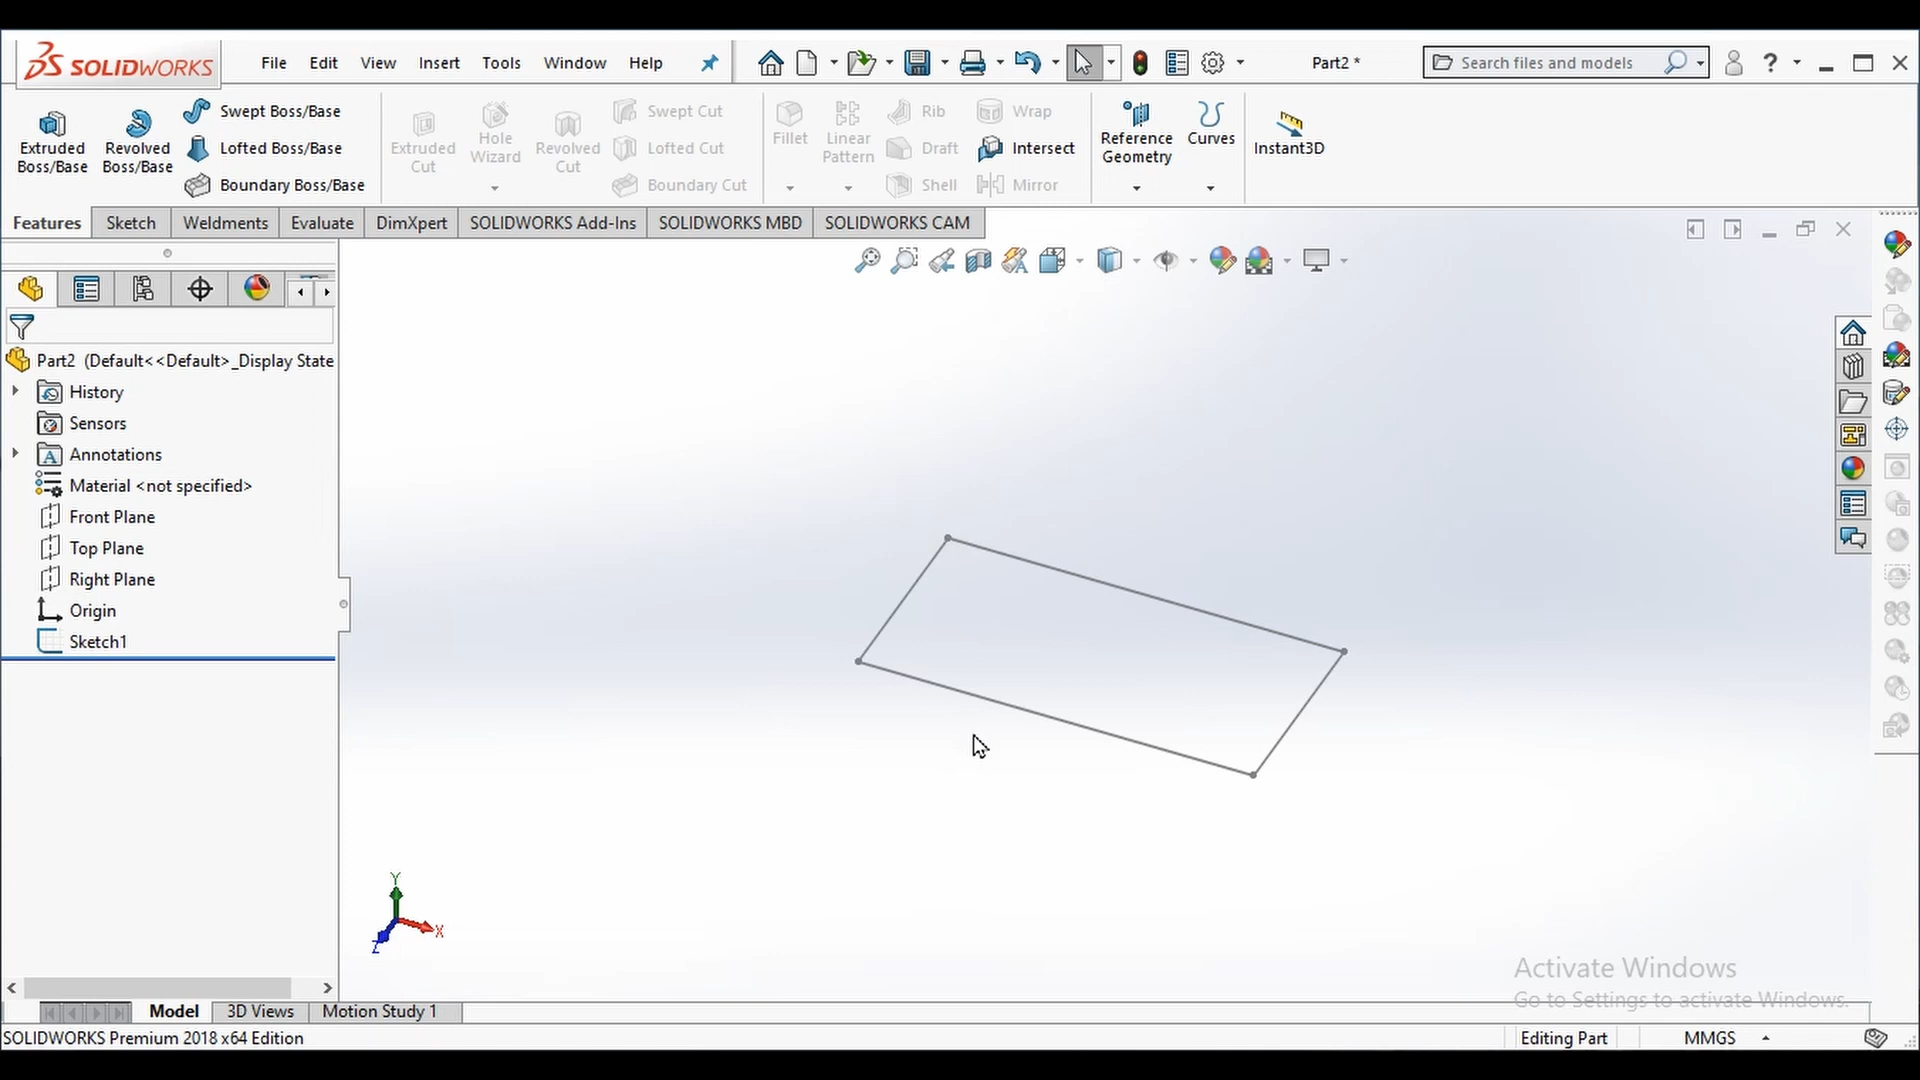 SOLIDWORKS File Edit View Insert Tools Window Help Part2 * Search files and models ?
Extruded Boss/Base
Revolved Boss/Base
Swept Boss/Base
Lofted Boss/Base
Boundary Boss/Base
Extruded Cut
Hole Wizard
Revolved Cut
Swept Cut
Lofted Cut
Boundary Cut
Fillet
Linear Pattern
Rib
Draft
Shell
Wrap
Intersect
Mirror
Reference Geometry
Curves
Instant3D
Features Sketch Weldments Evaluate DimXpert SOLIDWORKS Add-Ins SOLIDWORKS MBD SOLIDWORKS CAM
Part2 (Default<<Default>_Display State
History
Sensors
Annotations
Material <not specified>
Front Plane
Top Plane
Right Plane
Origin
Sketch1
Y
X
Z
Activate Windows
Go to Settings to activate Windows.
Model 3D Views Motion Study 1
SOLIDWORKS Premium 2018 x64 Edition Editing Part MMGS